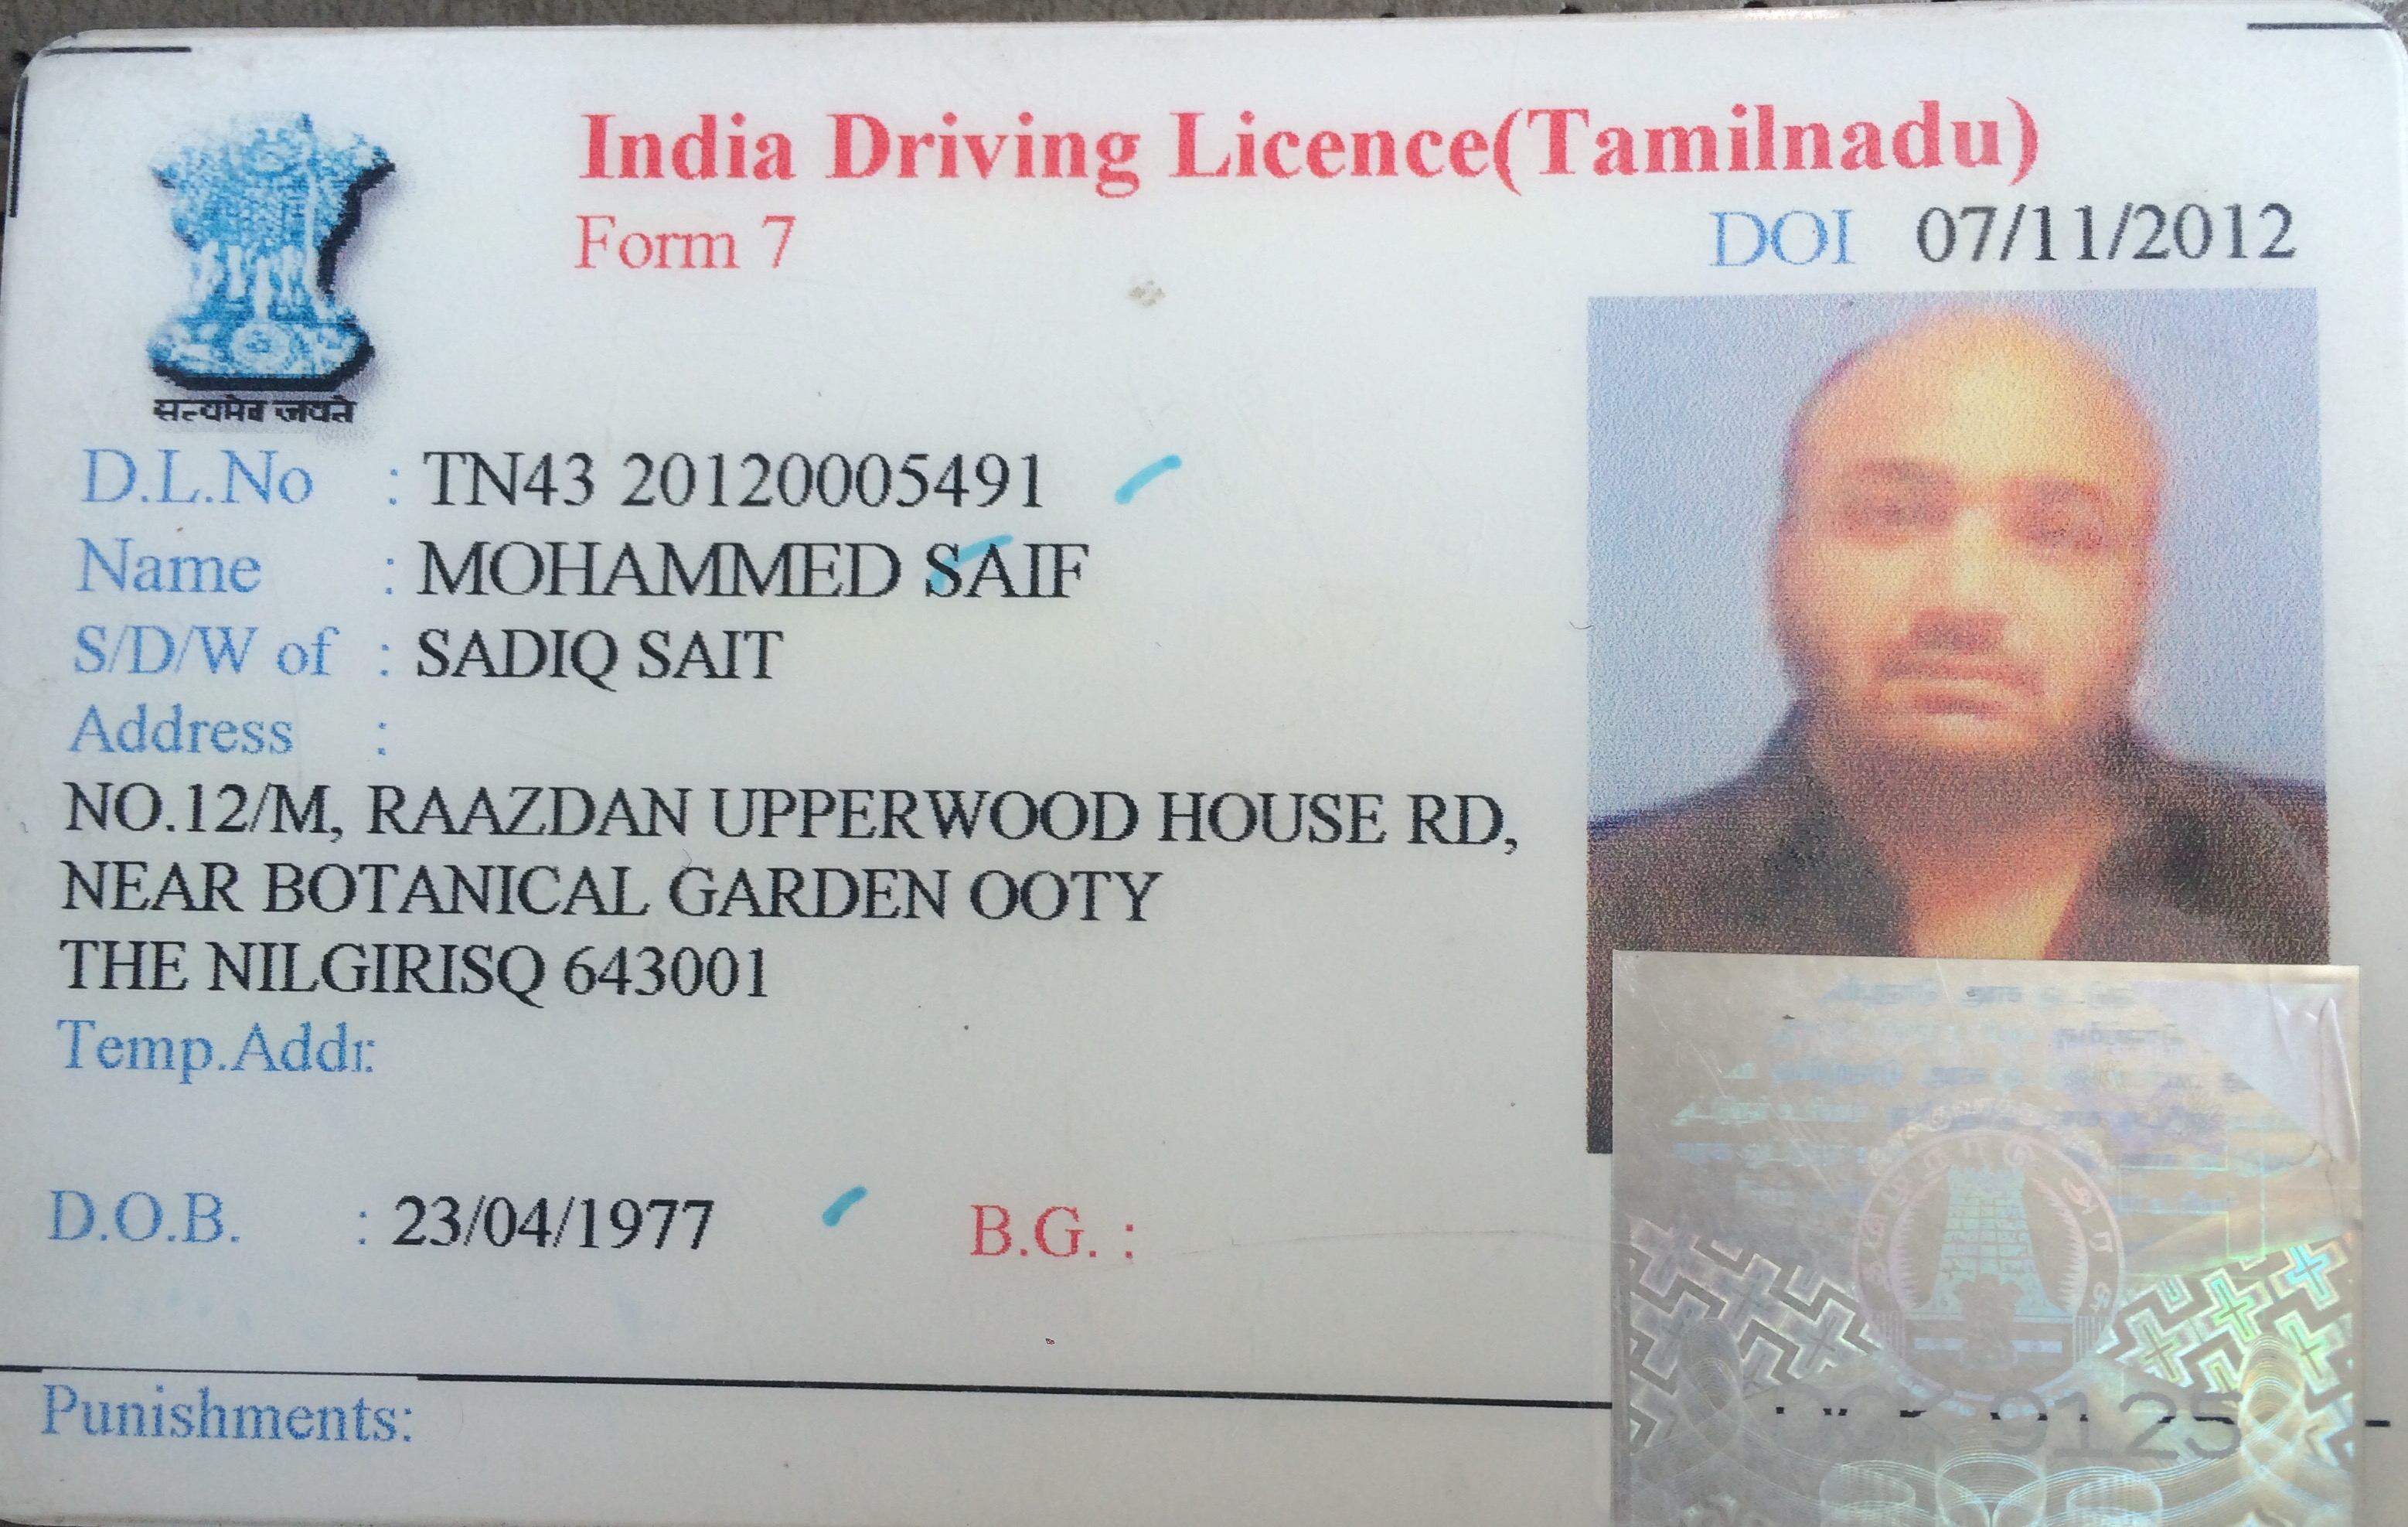 India Driving Licence(Tamilnadu)
Form 7
DOI 07/11/2012
सत्यमेव जयते
D.L.No : TN43 20120005491
Name : MOHAMMED SAIF
S/D/W of : SADIQ SAIT
Address :
NO.12/M, RAAZDAN UPPERWOOD HOUSE RD,
NEAR BOTANICAL GARDEN OOTY
THE NILGIRISQ 643001
Temp.Addr:
D.O.B. : 23/04/1977
B.G. :
Punishments:
9125